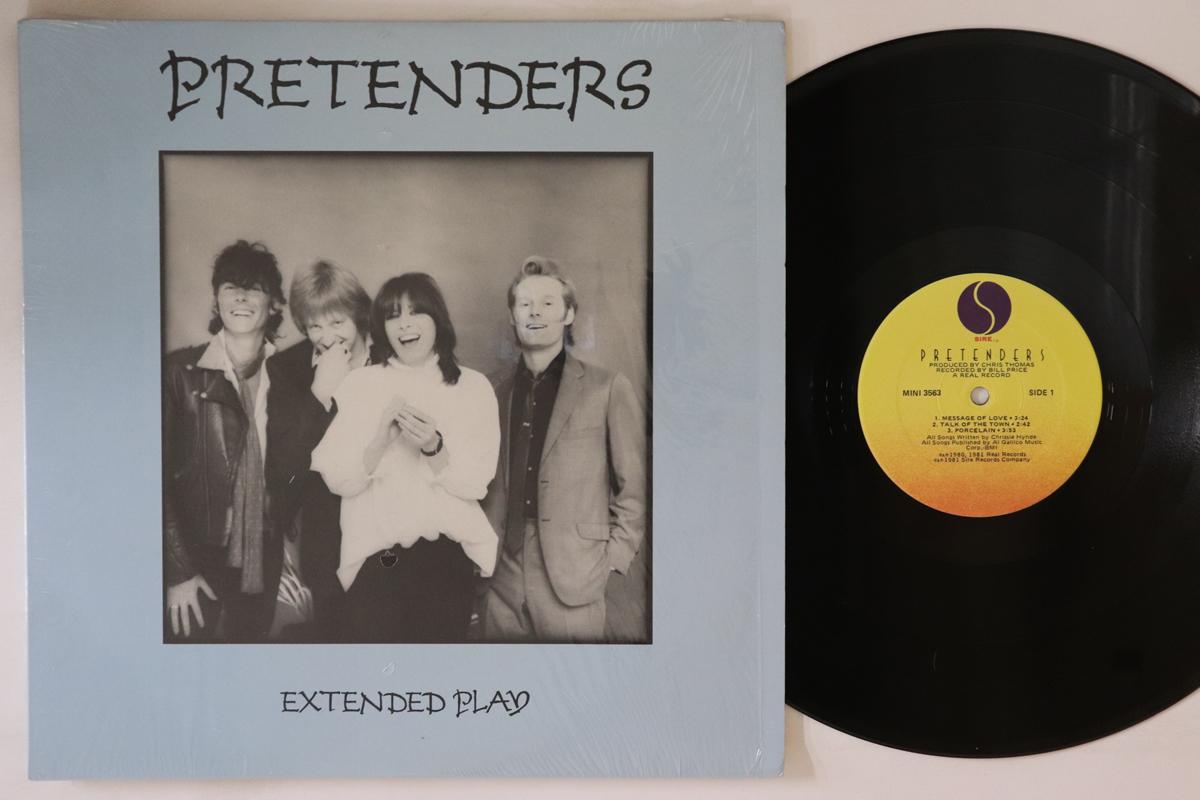 PRETENDERS
EXTENDED PLAY
SIRE
PRETENDERS
PRODUCED BY CHRIS THOMAS
RECORDED BY BILL PRICE
A REAL RECORD
MINI 3563 SIDE 1
1. MESSAGE OF LOVE • 3:24
2. TALK OF THE TOWN • 2:42
3. PORCELAIN • 3:53
All Songs Written by Chrissie Hynde
All Songs Published by Al Gallico Music
Corp.-BMI
℗&©1980, 1981 Real Records
℗&©1981 Sire Records Company